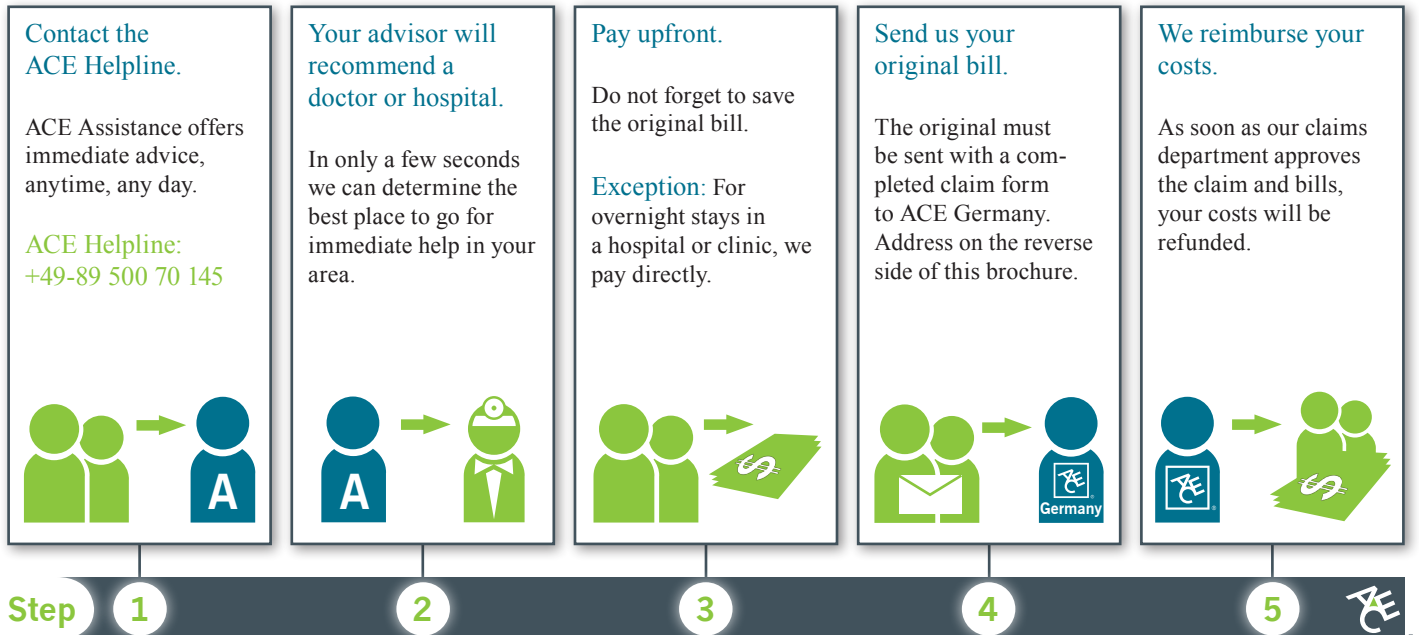 Contact the
ACE Helpline.
ACE Assistance offers
immediate advice,
anytime, any day.
ACE Helpline:
+49-89 500 70 145
A
Your advisor will
recommend a
doctor or hospital.
In only a few seconds
we can determine the
best place to go for
immediate help in your
area.
A
Pay upfront.
Do not forget to save
the original bill.
Exception: For
overnight stays in
a hospital or clinic, we
pay directly.
$
Send us your
original bill.
The original must
be sent with a com-
pleted claim form
to ACE Germany.
Address on the reverse
side of this brochure.
ACE
®
Germany
We reimburse your
costs.
As soon as our claims
department approves
the claim and bills,
your costs will be
refunded.
ACE
®
$
Step 1 2 3 4 5 ACE